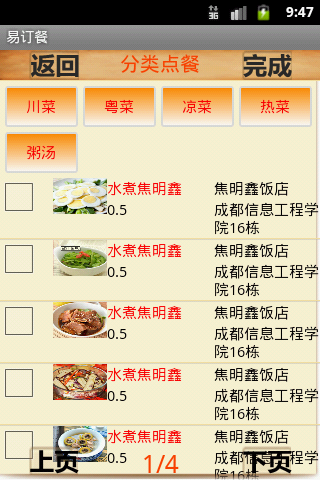 3G 9:47
易订餐
返回 分类点餐 完成
川菜 粤菜 凉菜 热菜
粥汤
水煮焦明鑫 焦明鑫饭店
0.5 成都信息工程学
院16栋
水煮焦明鑫 焦明鑫饭店
0.5 成都信息工程学
院16栋
水煮焦明鑫 焦明鑫饭店
0.5 成都信息工程学
院16栋
水煮焦明鑫 焦明鑫饭店
0.5 成都信息工程学
院16栋
水煮焦明鑫 焦明鑫饭店
0.5 成都信息工程学
院16栋
上页 1/4 下页